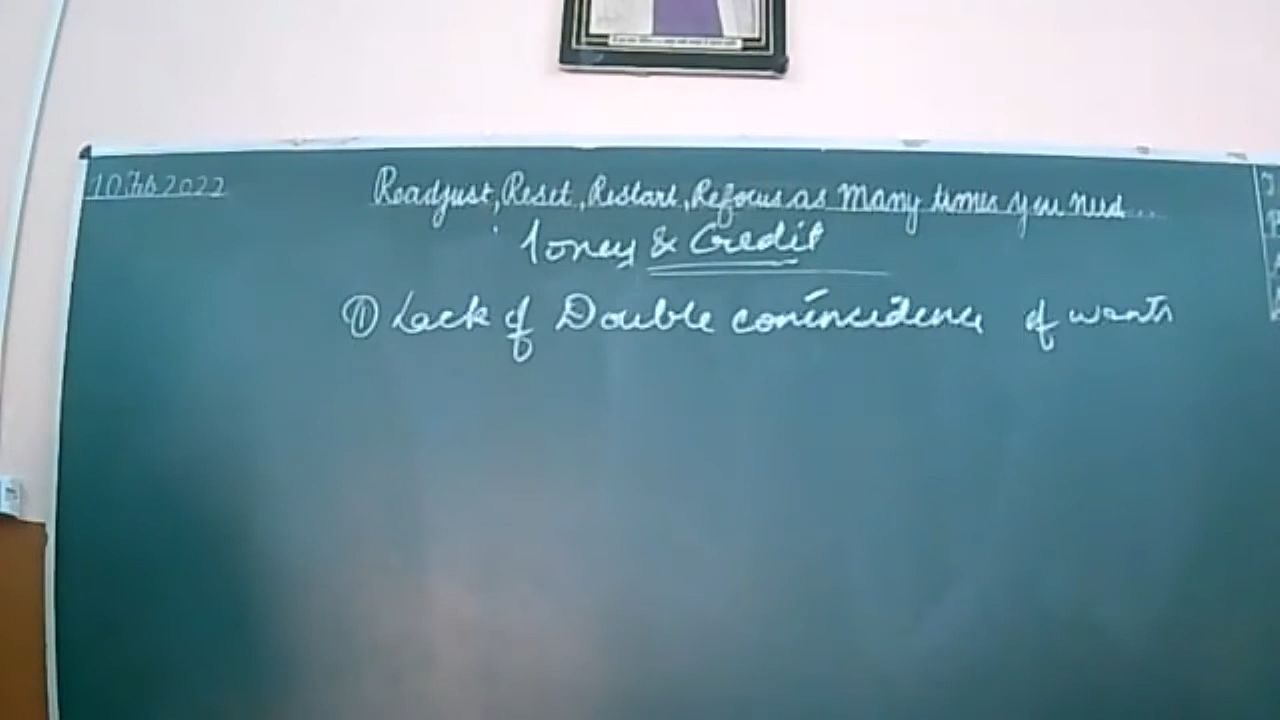 10 Feb 2022
Readjust, Reset, Restart, Refocus as Many times you need...
Money & Credit
① Lack of Double conincidence of wants